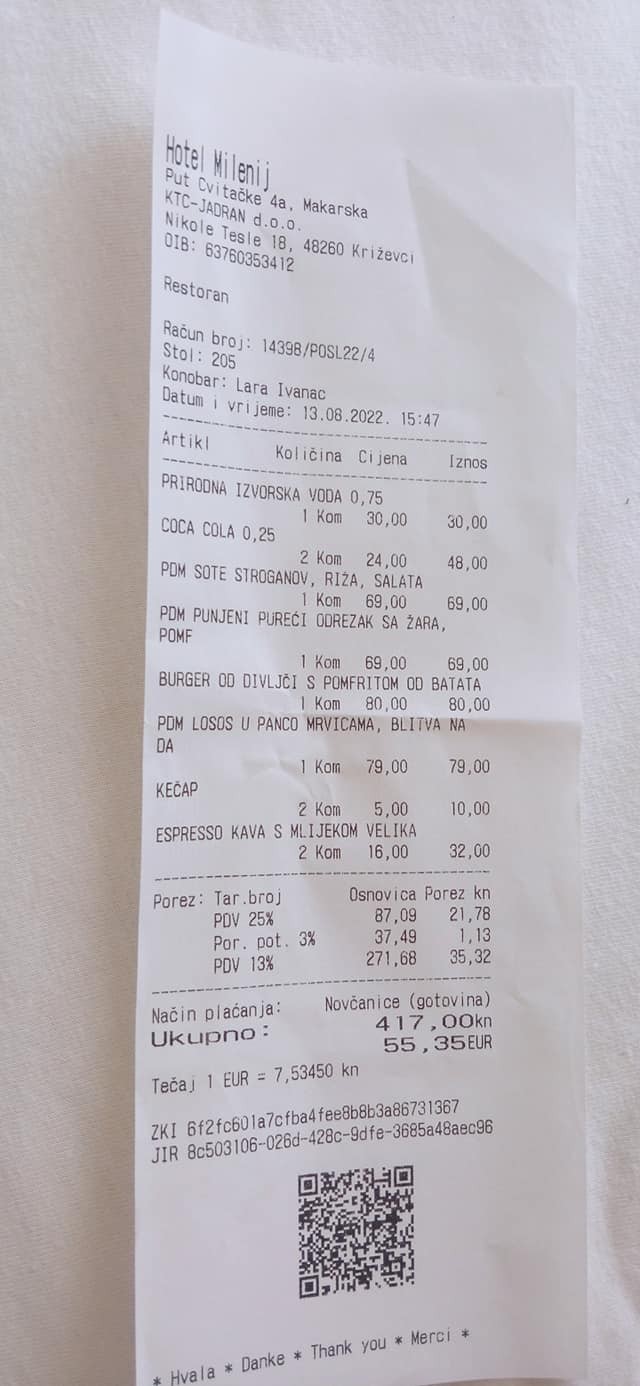 Hotel Milenij
Put Cvitačke 4a, Makarska
KTC-JADRAN d.o.o.
Nikole Tesle 18, 48260 Križevci
OIB: 63760353412
Restoran
Račun broj: 14398/POSL22/4
Stol: 205
Konobar: Lara Ivanac
Datum i vrijeme: 13.08.2022. 15:47
Artikl Količina Cijena Iznos
PRIRODNA IZVORSKA VODA 0,75
1 Kom 30,00 30,00
COCA COLA 0,25
2 Kom 24,00 48,00
PDM SOTE STROGANOV, RIŽA, SALATA
1 Kom 69,00 69,00
PDM PUNJENI PUREĆI ODREZAK SA ŽARA,
POMF
1 Kom 69,00 69,00
BURGER OD DIVLJČI S POMFRITOM OD BATATA
1 Kom 80,00 80,00
PDM LOSOS U PANCO MRVICAMA, BLITVA NA
DA
1 Kom 79,00 79,00
KEČAP
2 Kom 5,00 10,00
ESPRESSO KAVA S MLIJEKOM VELIKA
2 Kom 16,00 32,00
Porez: Tar.broj Osnovica Porez kn
PDV 25% 87,09 21,78
Por. pot. 3% 37,49 1,13
PDV 13% 271,68 35,32
Način plaćanja: Novčanice (gotovina)
Ukupno: 417,00kn
55,35EUR
Tečaj 1 EUR = 7,53450 kn
ZKI 6f2fc601a7cfba4fee8b8b3a86731367
JIR 8c503106-026d-428c-9dfe-3685a48aec96
* Hvala * Danke * Thank you * Merci *